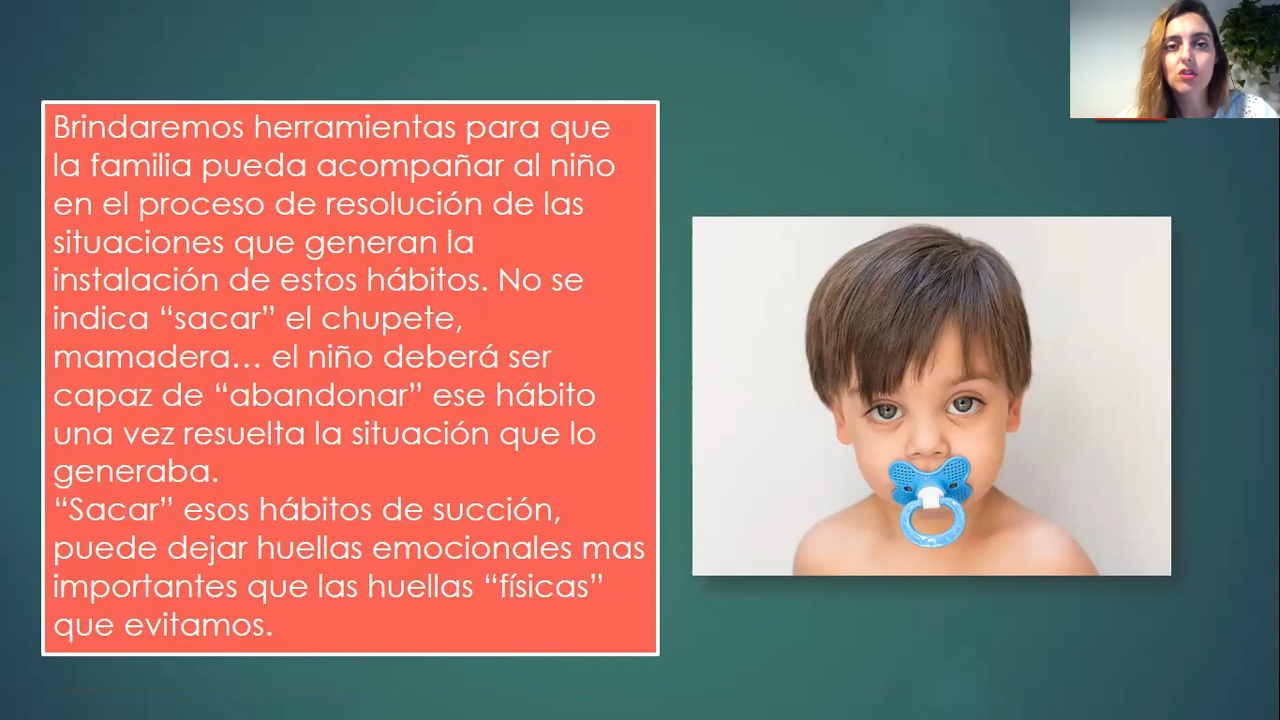 Brindaremos herramientas para que
la familia pueda acompañar al niño
en el proceso de resolución de las
situaciones que generan la
instalación de estos hábitos. No se
indica “sacar” el chupete,
mamadera... el niño deberá ser
capaz de “abandonar” ese hábito
una vez resuelta la situación que lo
generaba.
“Sacar” esos hábitos de succión,
puede dejar huellas emocionales mas
importantes que las huellas “físicas”
que evitamos.